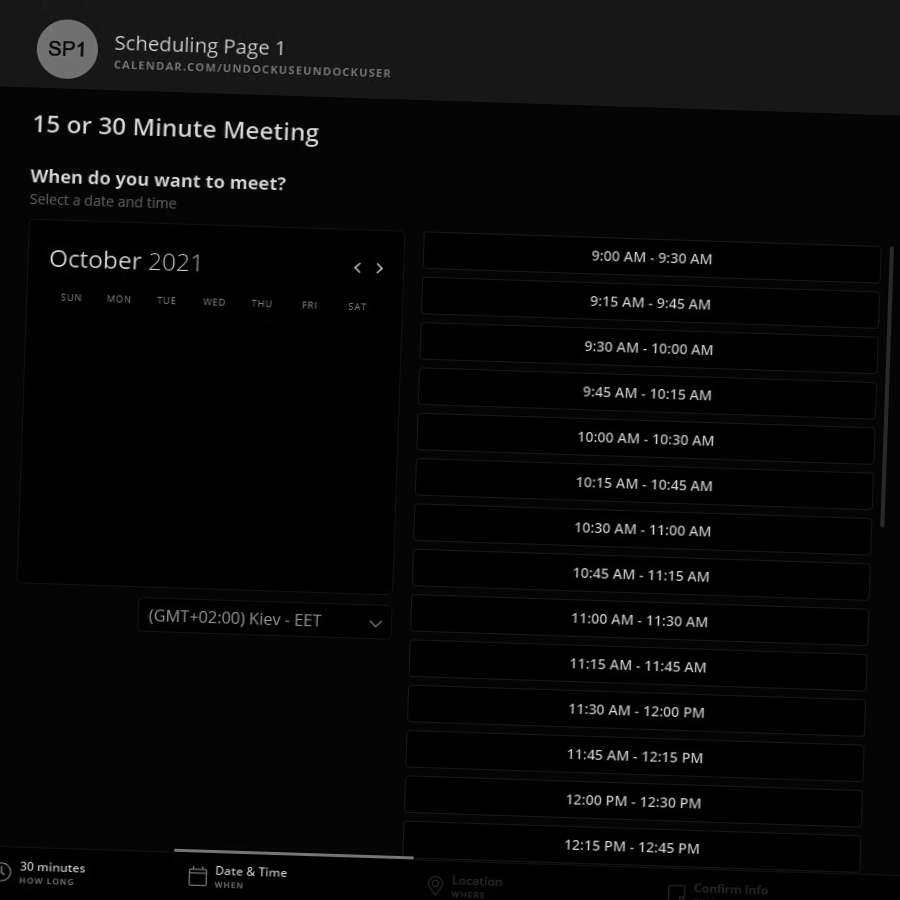 SP1
Scheduling Page 1
CALENDAR.COM/UNDOCKUSEUNDOCKUSER
15 or 30 Minute Meeting
When do you want to meet?
Select a date and time
October 2021
SUN MON TUE WED THU FRI SAT
(GMT+02:00) Kiev - EET
9:00 AM - 9:30 AM
9:15 AM - 9:45 AM
9:30 AM - 10:00 AM
9:45 AM - 10:15 AM
10:00 AM - 10:30 AM
10:15 AM - 10:45 AM
10:30 AM - 11:00 AM
10:45 AM - 11:15 AM
11:00 AM - 11:30 AM
11:15 AM - 11:45 AM
11:30 AM - 12:00 PM
11:45 AM - 12:15 PM
12:00 PM - 12:30 PM
12:15 PM - 12:45 PM
30 minutes
HOW LONG
Date & Time
WHEN
Location
WHERE
Confirm Info